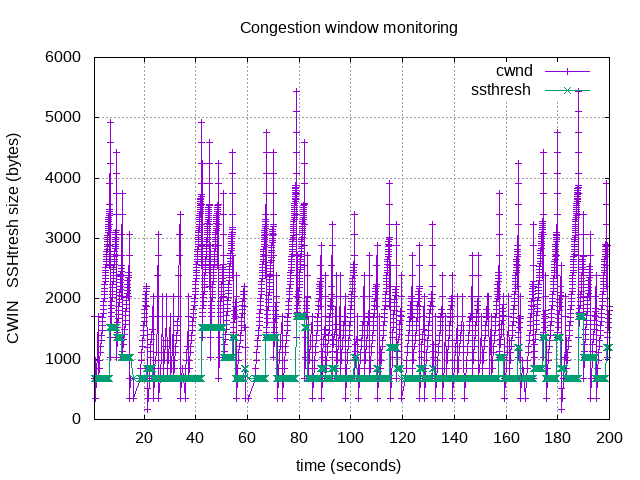 Congestion window monitoring
cwnd
ssthresh
6000
5000
4000
3000
2000
1000
0
CWIN   SSHtresh size (bytes)
20 40 60 80 100 120 140 160 180 200
time (seconds)